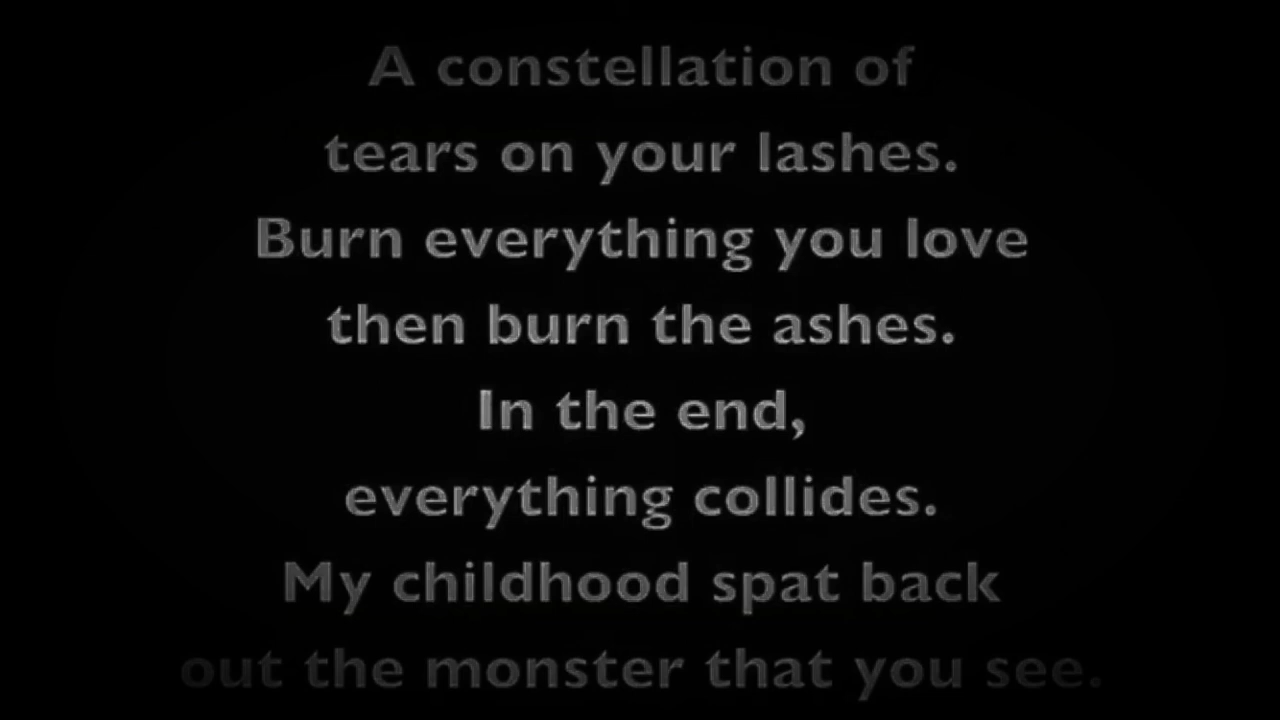 A constellation of
tears on your lashes.
Burn everything you love
then burn the ashes.
In the end,
everything collides.
My childhood spat back
out the monster that you see.